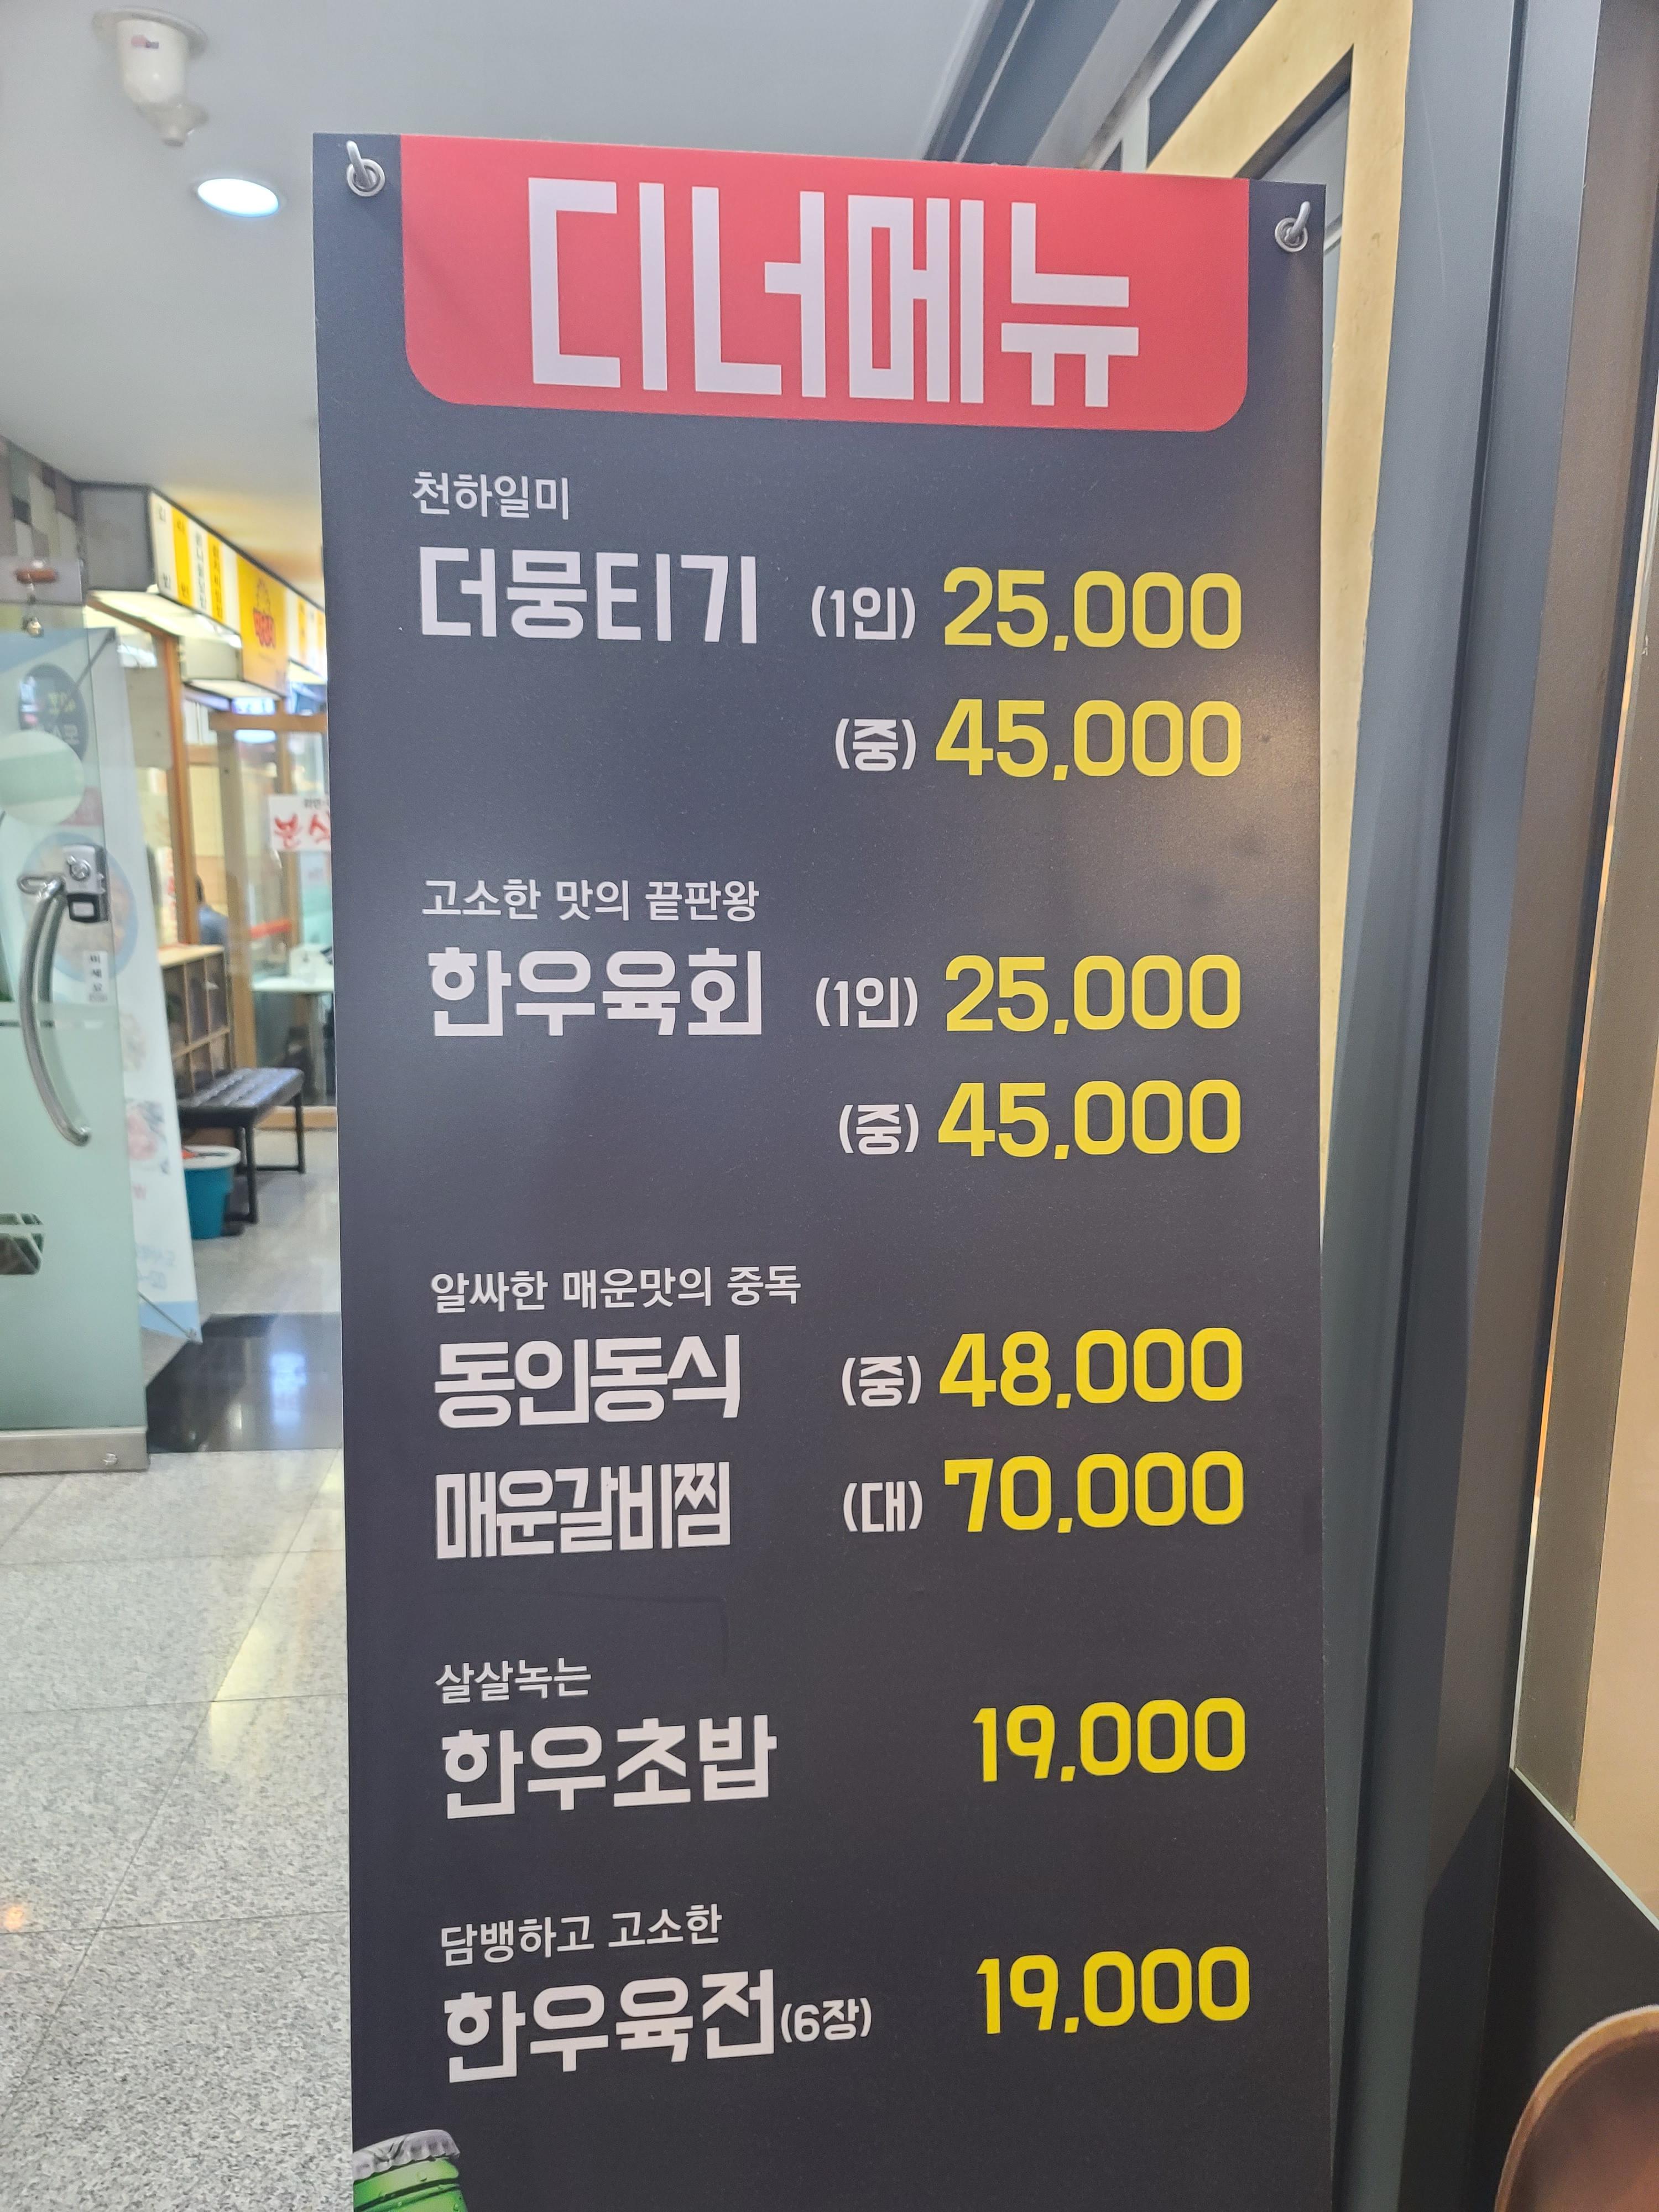 디너메뉴
천하일미
더뭉티기 (1인) 25,000
(중) 45,000
고소한 맛의 끝판왕
한우육회 (1인) 25,000
(중) 45,000
알싸한 매운맛의 중독
동인동식 (중) 48,000
매운갈비찜 (대) 70,000
살살녹는
한우초밥 19,000
담뱅하고 고소한
한우육전(6장) 19,000